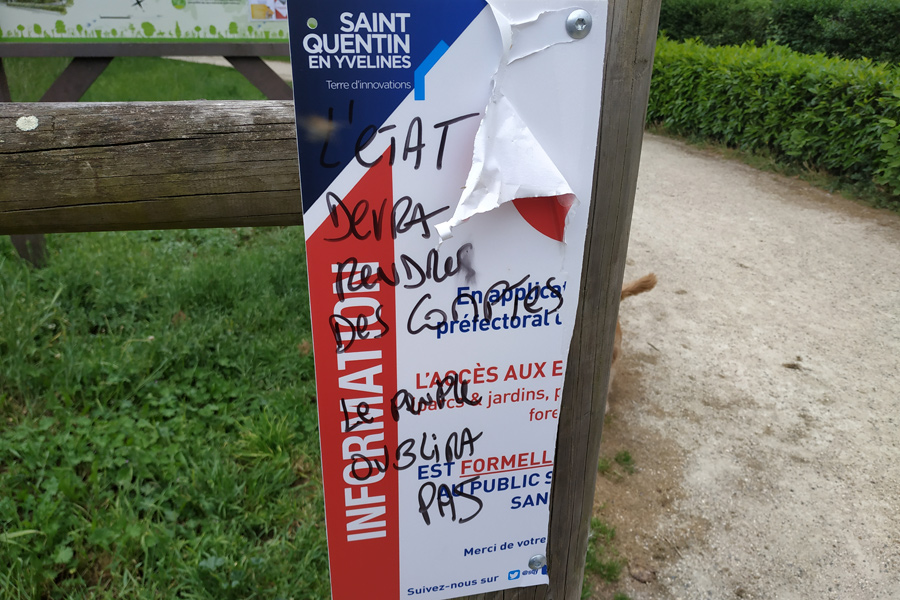 SAINT
QUENTIN
EN YVELINES
Terre d'innovations
L'ETAT
DEVRA
RENDRE
DES COMPTES
En applica
préfectoral
INFORMATION
L'ACCÈS AUX E
parcs & jardins, p
fore
Le PEUPLE
OUBLIRA
PAS
EST FORMELL
AU PUBLIC S
SAN
Merci de votre
Suivez-nous sur